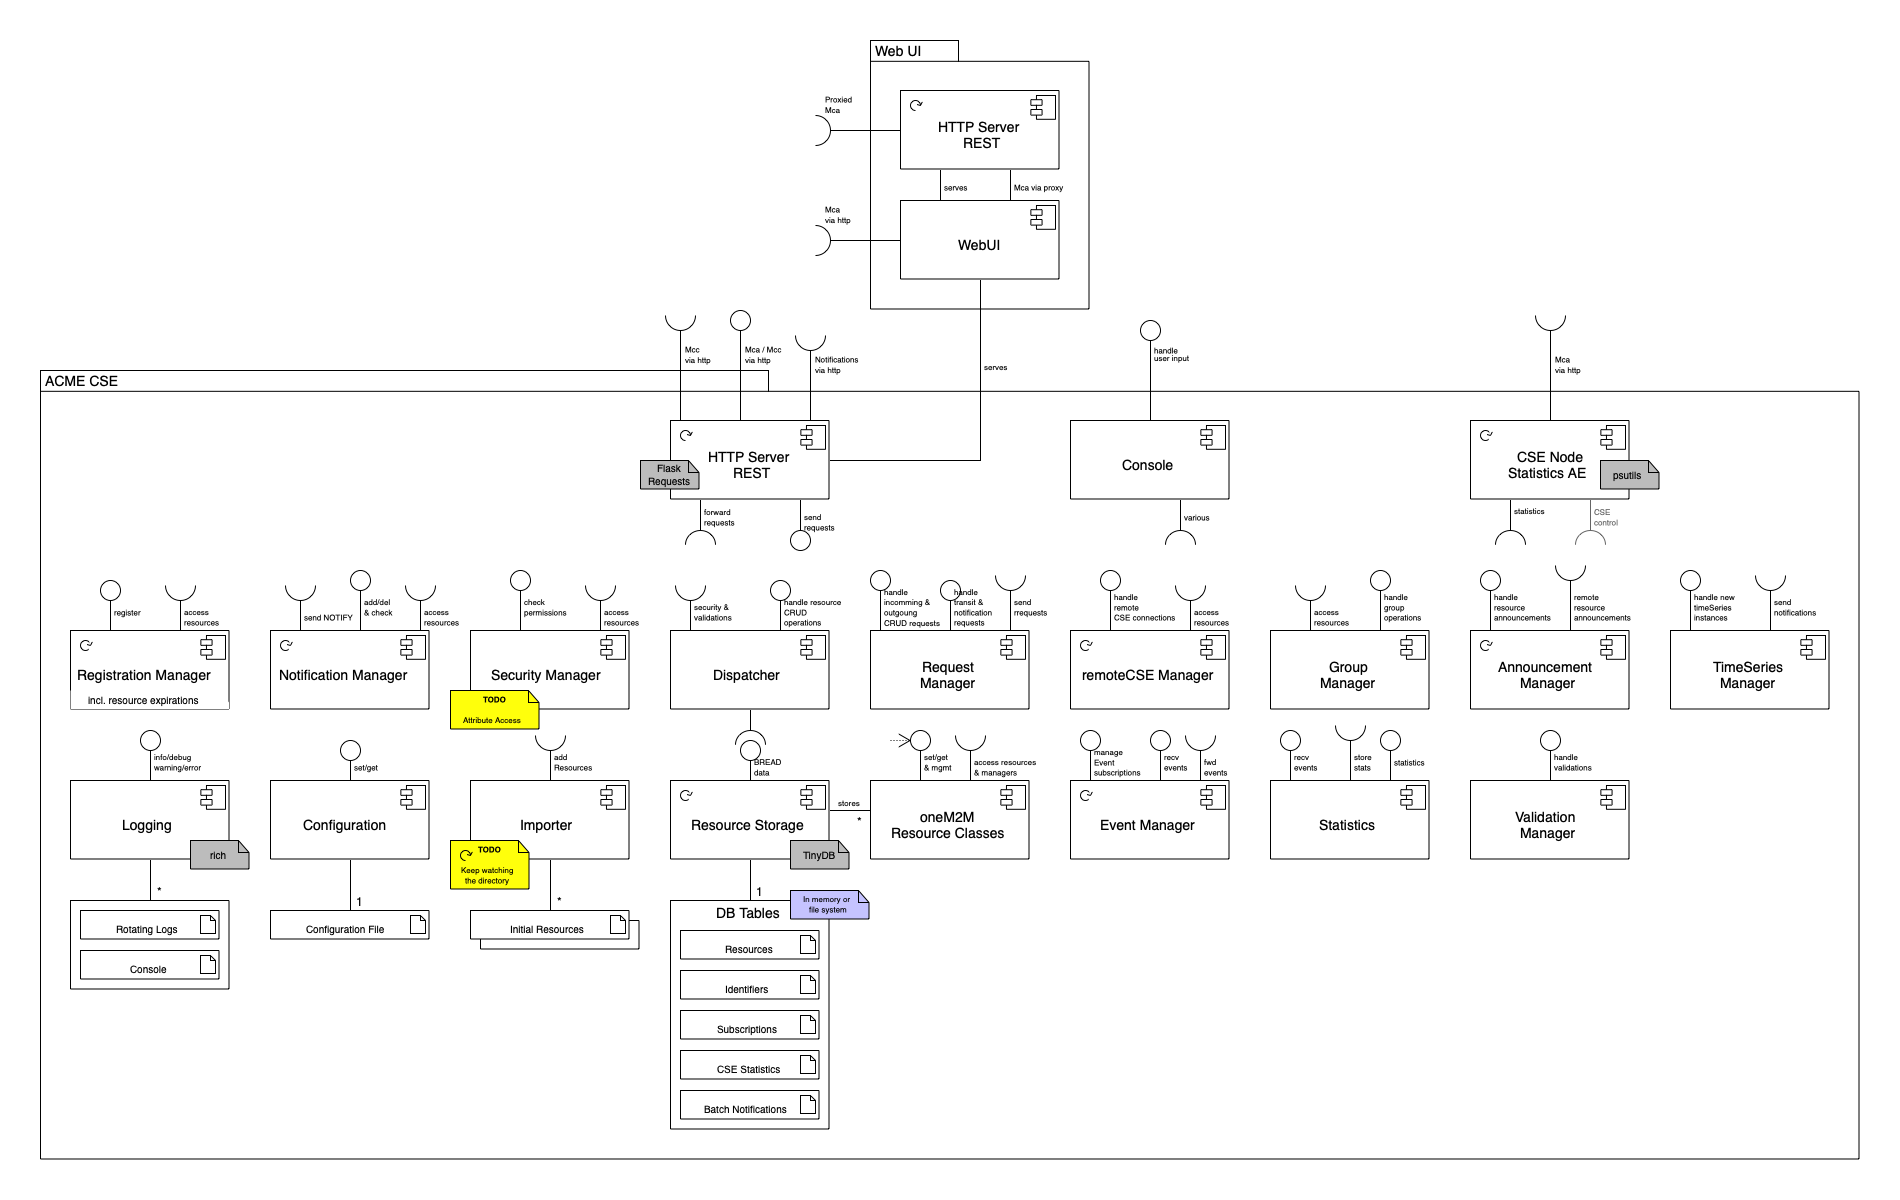 Web UI
Proxied
Mca
HTTP Server
REST
serves
Mca via proxy
Mca
via http
WebUI
Mcc
via http
Mca / Mcc
via http
Notifications
via http
serves
handle
user input
Mca
via http
ACME CSE
HTTP Server
REST
Flask
Requests
Console
CSE Node
Statistics AE
psutils
forward
requests
send
requests
various
statistics
CSE
control
register
access
resources
send NOTIFY
add/del
& check
access
resources
check
permissions
access
resources
security &
validations
handle resource
CRUD
operations
handle
incomming &
outgoung
CRUD requests
handle
transit &
notification
requests
send
rrequests
handle
remote
CSE connections
access
resources
access
resources
handle
group
operations
handle
resource
announcements
remote
resource
announcements
handle new
timeSeries
instances
send
notifications
Registration Manager
incl. resource expirations
Notification Manager
Security Manager
TODO
Attribute Access
Dispatcher
Request
Manager
remoteCSE Manager
Group
Manager
Announcement
Manager
TimeSeries
Manager
info/debug
warning/error
set/get
add
Resources
BREAD
data
set/get
& mgmt
access resources
& managers
manage
Event
subscriptions
recv
events
fwd
events
recv
events
store
stats
statistics
handle
validations
Logging
rich
Configuration
Importer
TODO
Keep watching
the directory
Resource Storage
TinyDB
stores
*
oneM2M
Resource Classes
Event Manager
Statistics
Validation
Manager
*
1
*
1
In memory or
file system
Rotating Logs
Console
Configuration File
Initial Resources
DB Tables
Resources
Identifiers
Subscriptions
CSE Statistics
Batch Notifications